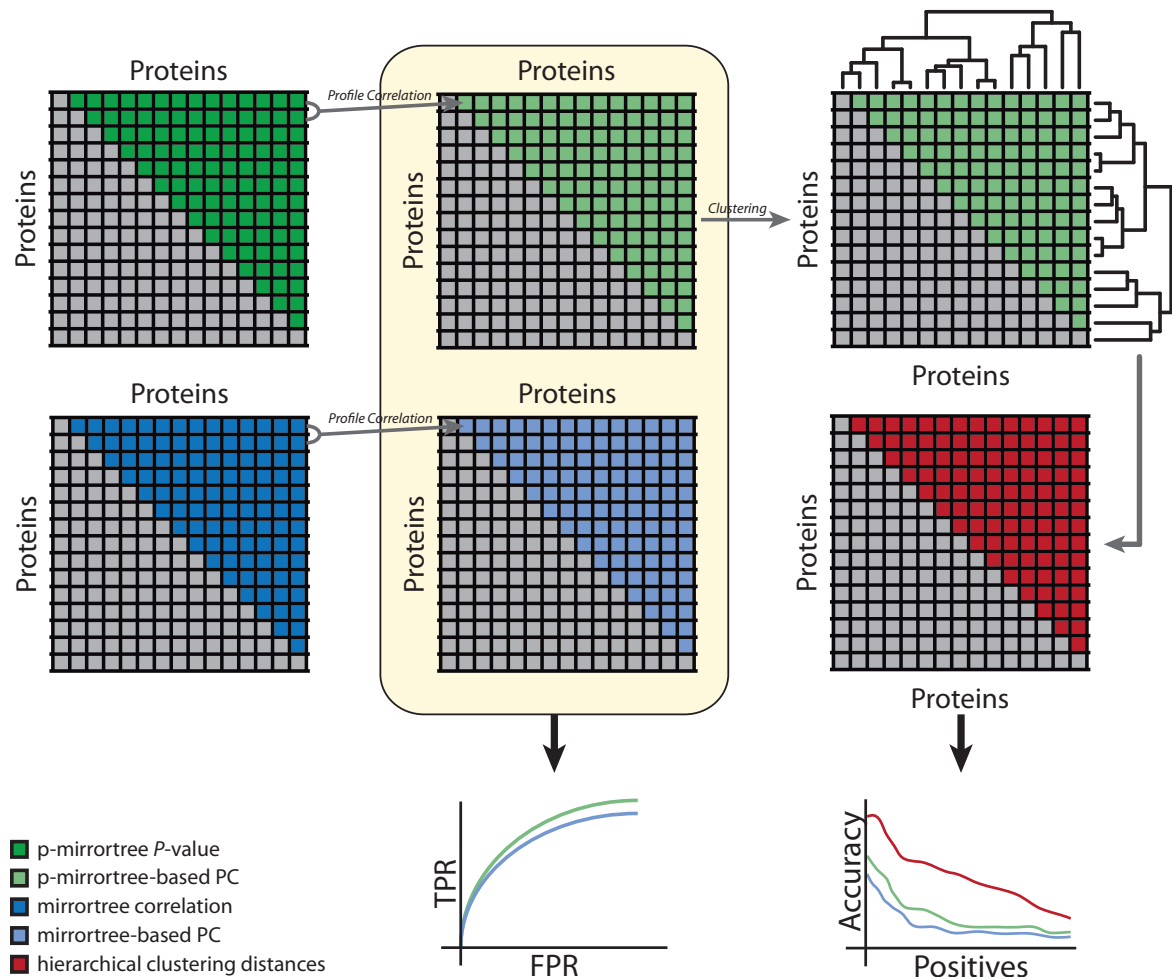 Proteins
Proteins
Profile Correlation
Proteins
Proteins
Clustering
Proteins
Proteins
Proteins
Proteins
Profile Correlation
Proteins
Proteins
Proteins
Proteins
TPR
FPR
Accuracy
Positives
p-mirrortree P-value
p-mirrortree-based PC
mirrortree correlation
mirrortree-based PC
hierarchical clustering distances